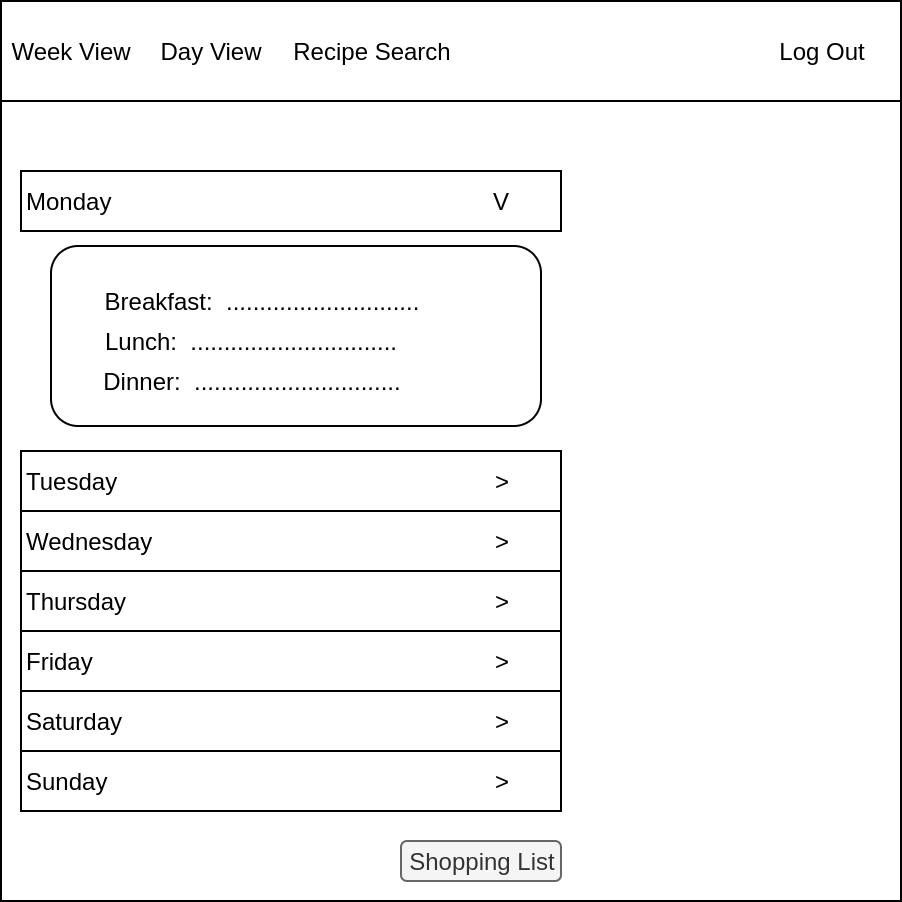 Week View Day View Recipe Search Log Out
Monday V
Breakfast: .............................
Lunch: ...............................
Dinner: ...............................
Tuesday >
Wednesday >
Thursday >
Friday >
Saturday >
Sunday >
Shopping List